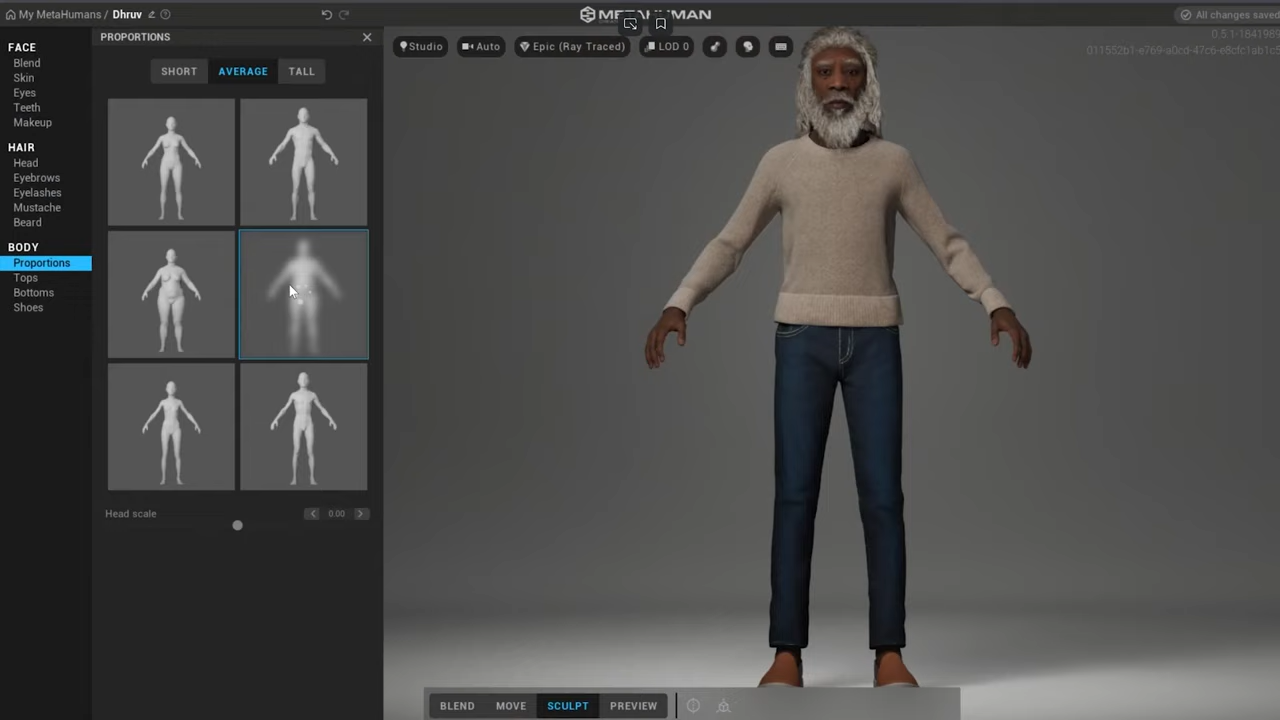 My MetaHumans / Dhruv
METAHUMAN
All changes saved
FACE
Blend
Skin
Eyes
Teeth
Makeup
HAIR
Head
Eyebrows
Eyelashes
Mustache
Beard
BODY
Proportions
Tops
Bottoms
Shoes
PROPORTIONS
SHORT
AVERAGE
TALL
Head scale
0.00
Studio
Auto
Epic (Ray Traced)
LOD 0
BLEND
MOVE
SCULPT
PREVIEW